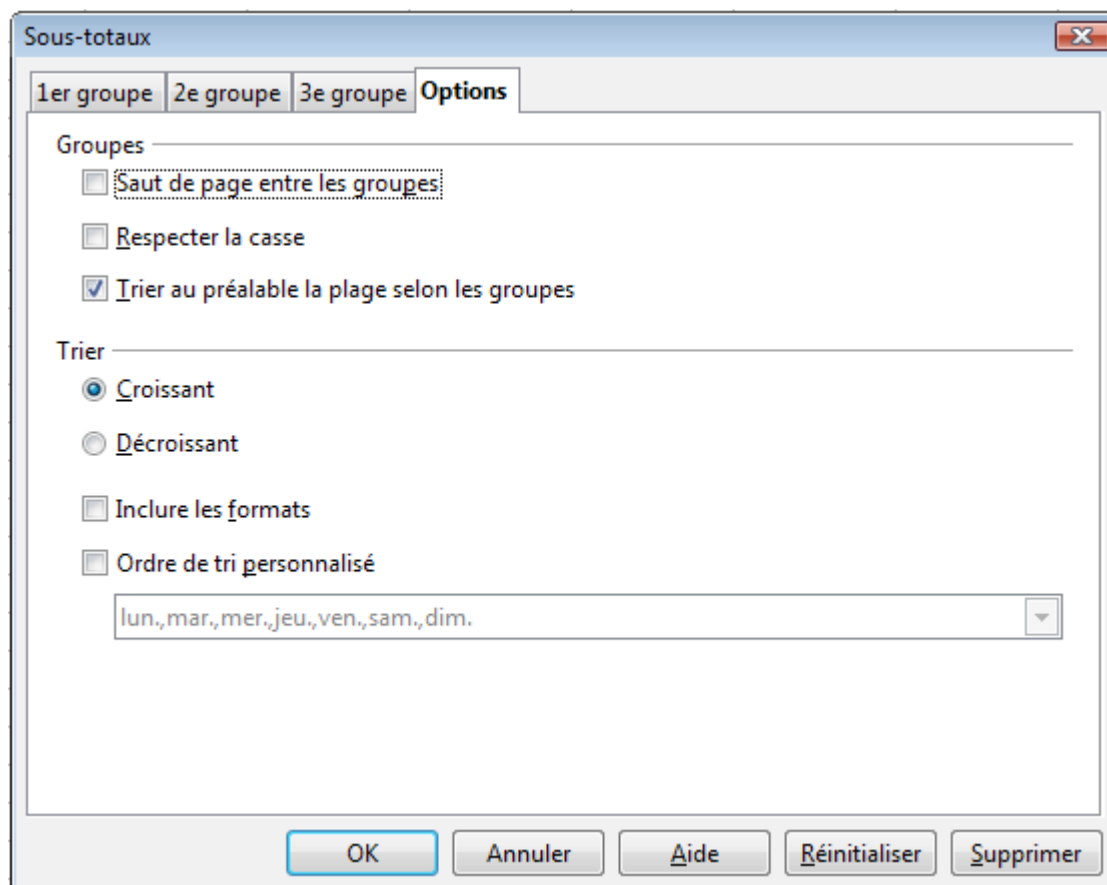 Sous-totaux
1er groupe 2e groupe 3e groupe Options
Groupes
Saut de page entre les groupes
Respecter la casse
Trier au préalable la plage selon les groupes
Trier
Croissant
Décroissant
Inclure les formats
Ordre de tri personnalisé
lun.,mar.,mer.,jeu.,ven.,sam.,dim.
OK Annuler Aide Réinitialiser Supprimer